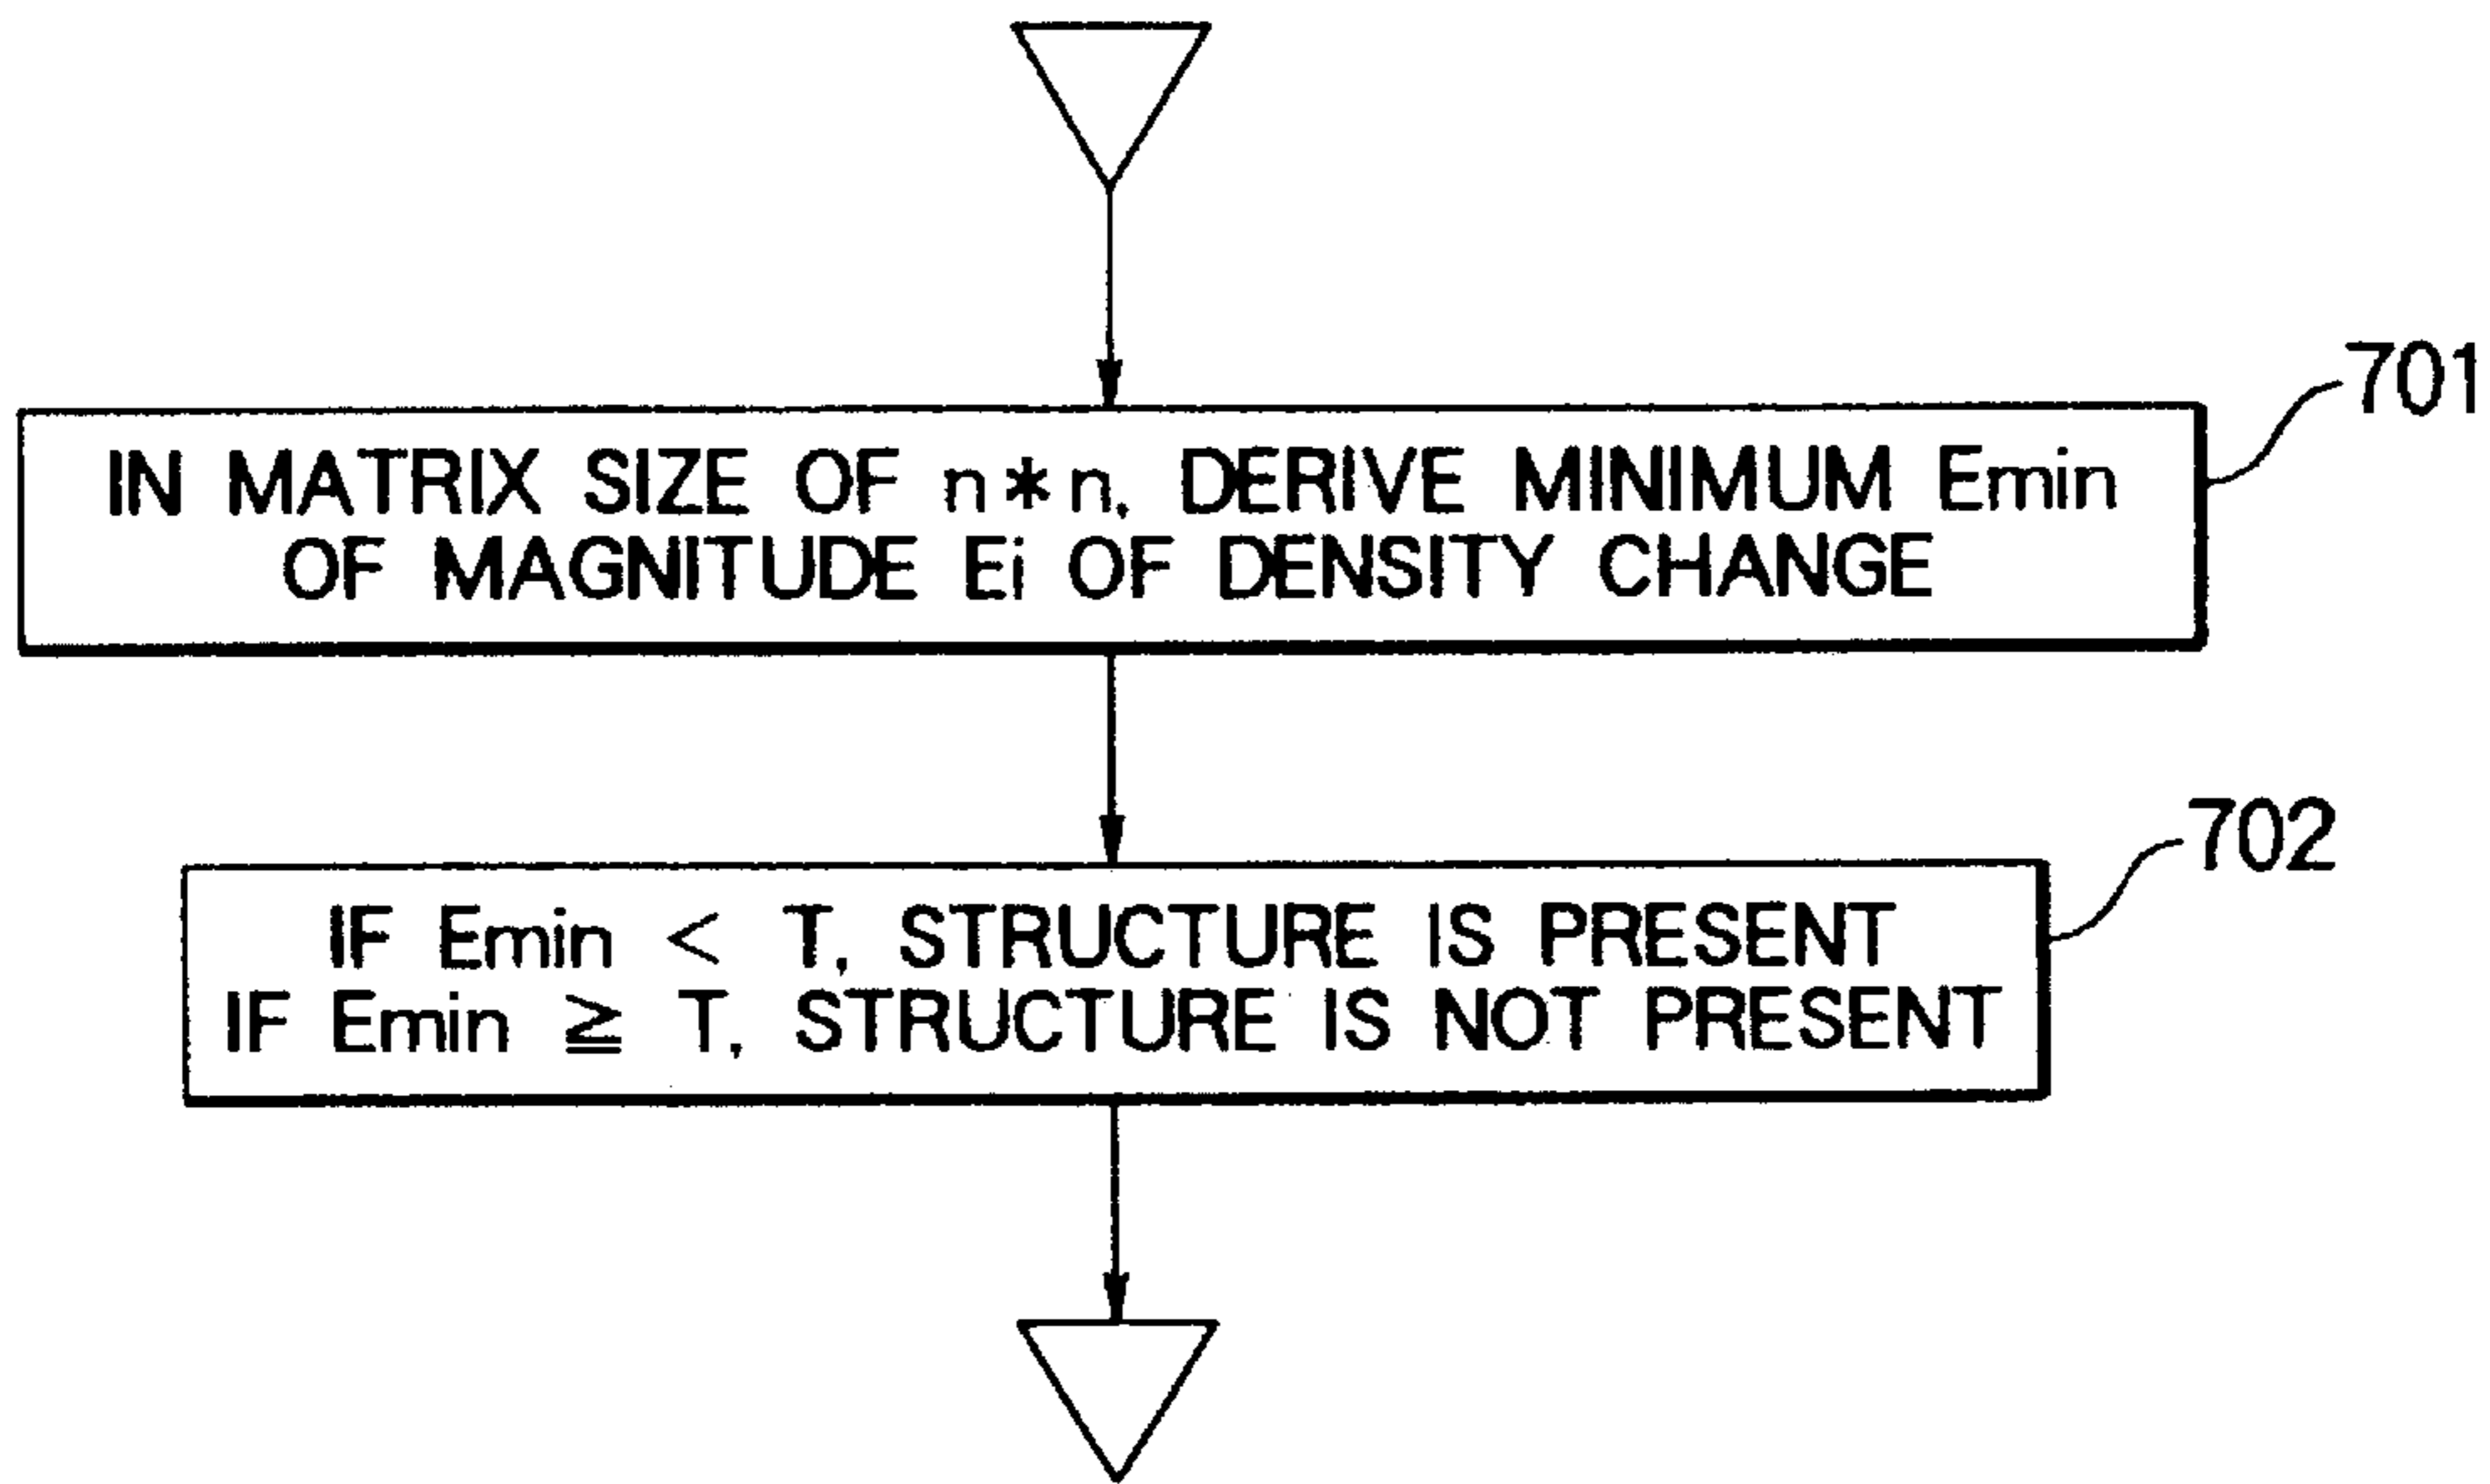 701
IN MATRIX SIZE OF n*n, DERIVE MINIMUM Emin
OF MAGNITUDE Ei OF DENSITY CHANGE
702
IF Emin < T, STRUCTURE IS PRESENT
IF Emin ≧ T, STRUCTURE IS NOT PRESENT